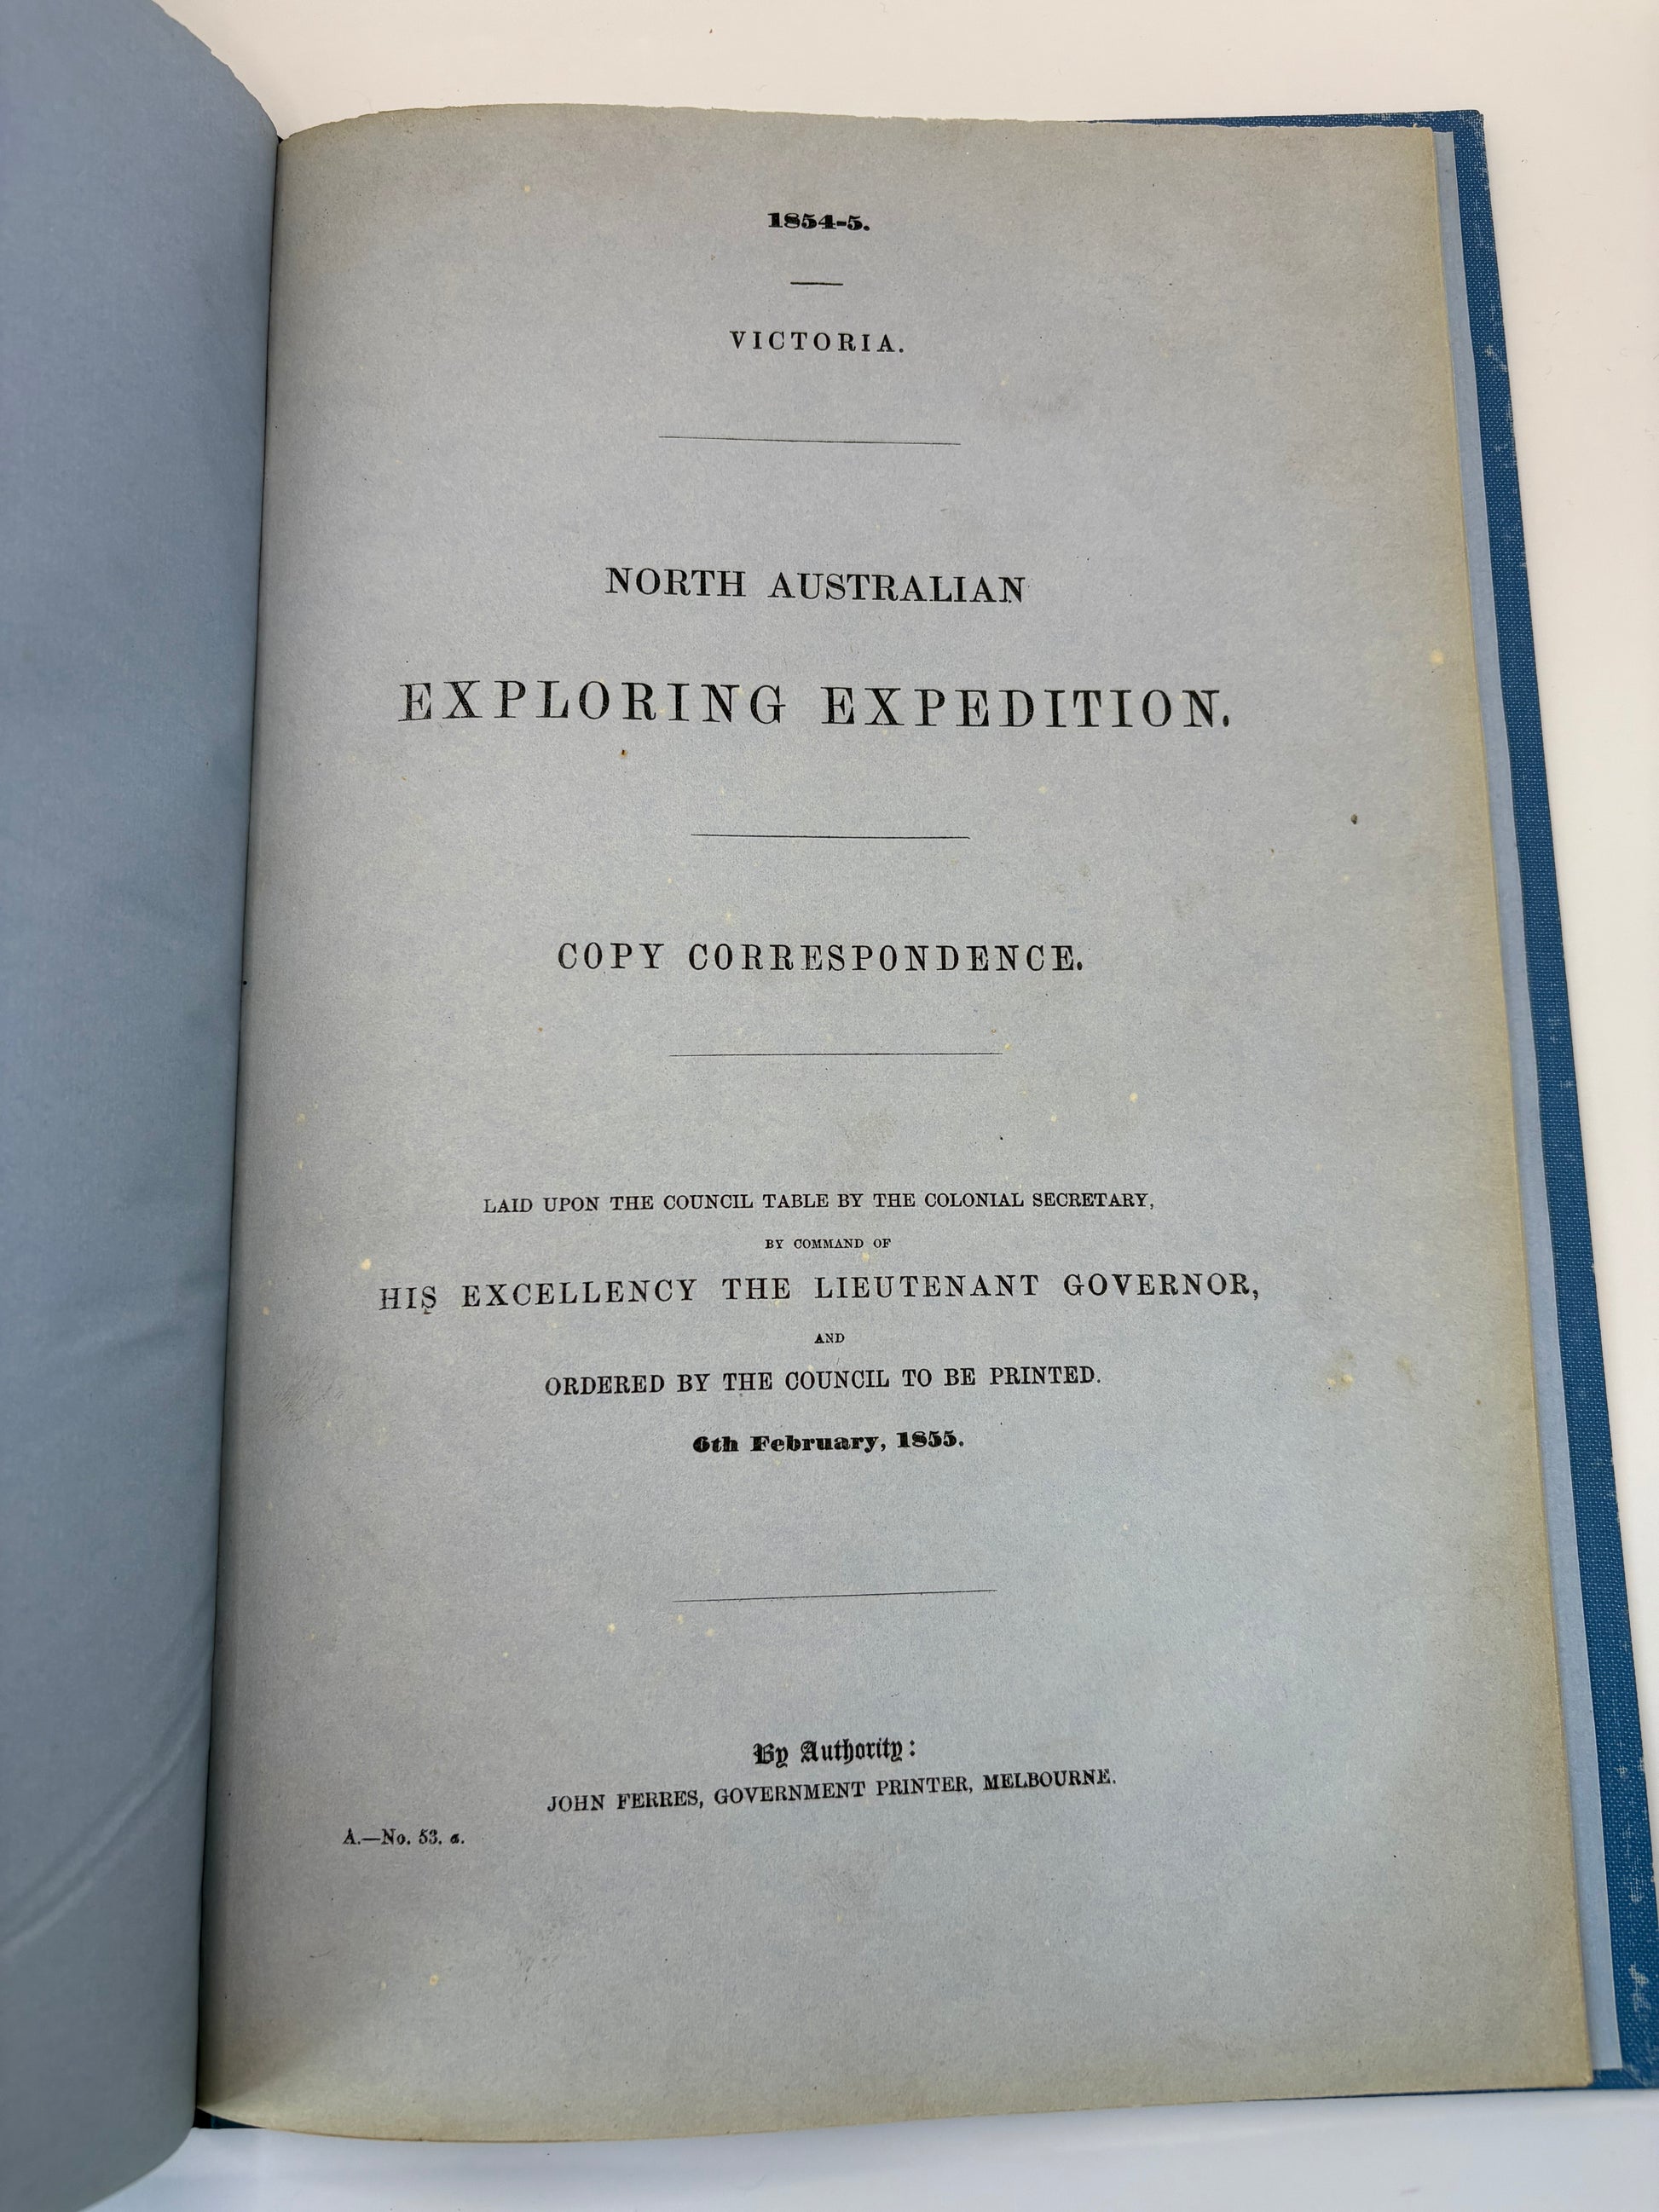 1854-5.
VICTORIA.
NORTH AUSTRALIAN
EXPLORING EXPEDITION.
COPY CORRESPONDENCE.
LAID UPON THE COUNCIL TABLE BY THE COLONIAL SECRETARY,
BY COMMAND OF
HIS EXCELLENCY THE LIEUTENANT GOVERNOR,
AND
ORDERED BY THE COUNCIL TO BE PRINTED.
6th February, 1855.
By Authority:
JOHN FERRES, GOVERNMENT PRINTER, MELBOURNE.
A.—No. 53. a.